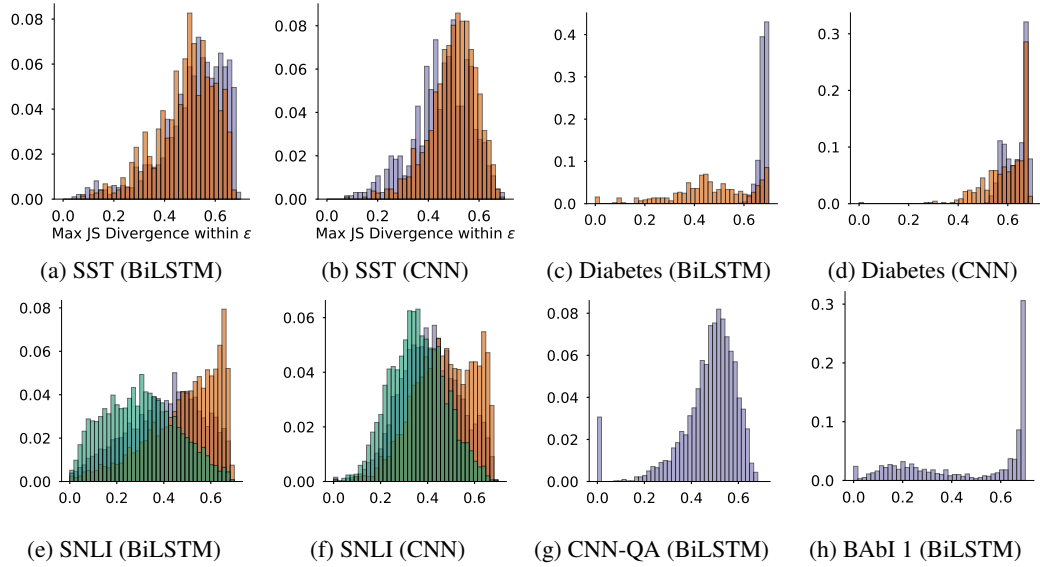 0.08
0.06
0.04
0.02
0.00
0.0 0.2 0.4 0.6
Max JS Divergence within ε
(a) SST (BiLSTM)
0.08
0.06
0.04
0.02
0.00
0.0 0.2 0.4 0.6
Max JS Divergence within ε
(b) SST (CNN)
0.4
0.3
0.2
0.1
0.0
0.0 0.2 0.4 0.6
(c) Diabetes (BiLSTM)
0.3
0.2
0.1
0.0
0.0 0.2 0.4 0.6
(d) Diabetes (CNN)
0.08
0.06
0.04
0.02
0.00
0.0 0.2 0.4 0.6
(e) SNLI (BiLSTM)
0.06
0.04
0.02
0.00
0.0 0.2 0.4 0.6
(f) SNLI (CNN)
0.08
0.06
0.04
0.02
0.00
0.0 0.2 0.4 0.6
(g) CNN-QA (BiLSTM)
0.3
0.2
0.1
0.0
0.0 0.2 0.4 0.6
(h) BAbI 1 (BiLSTM)